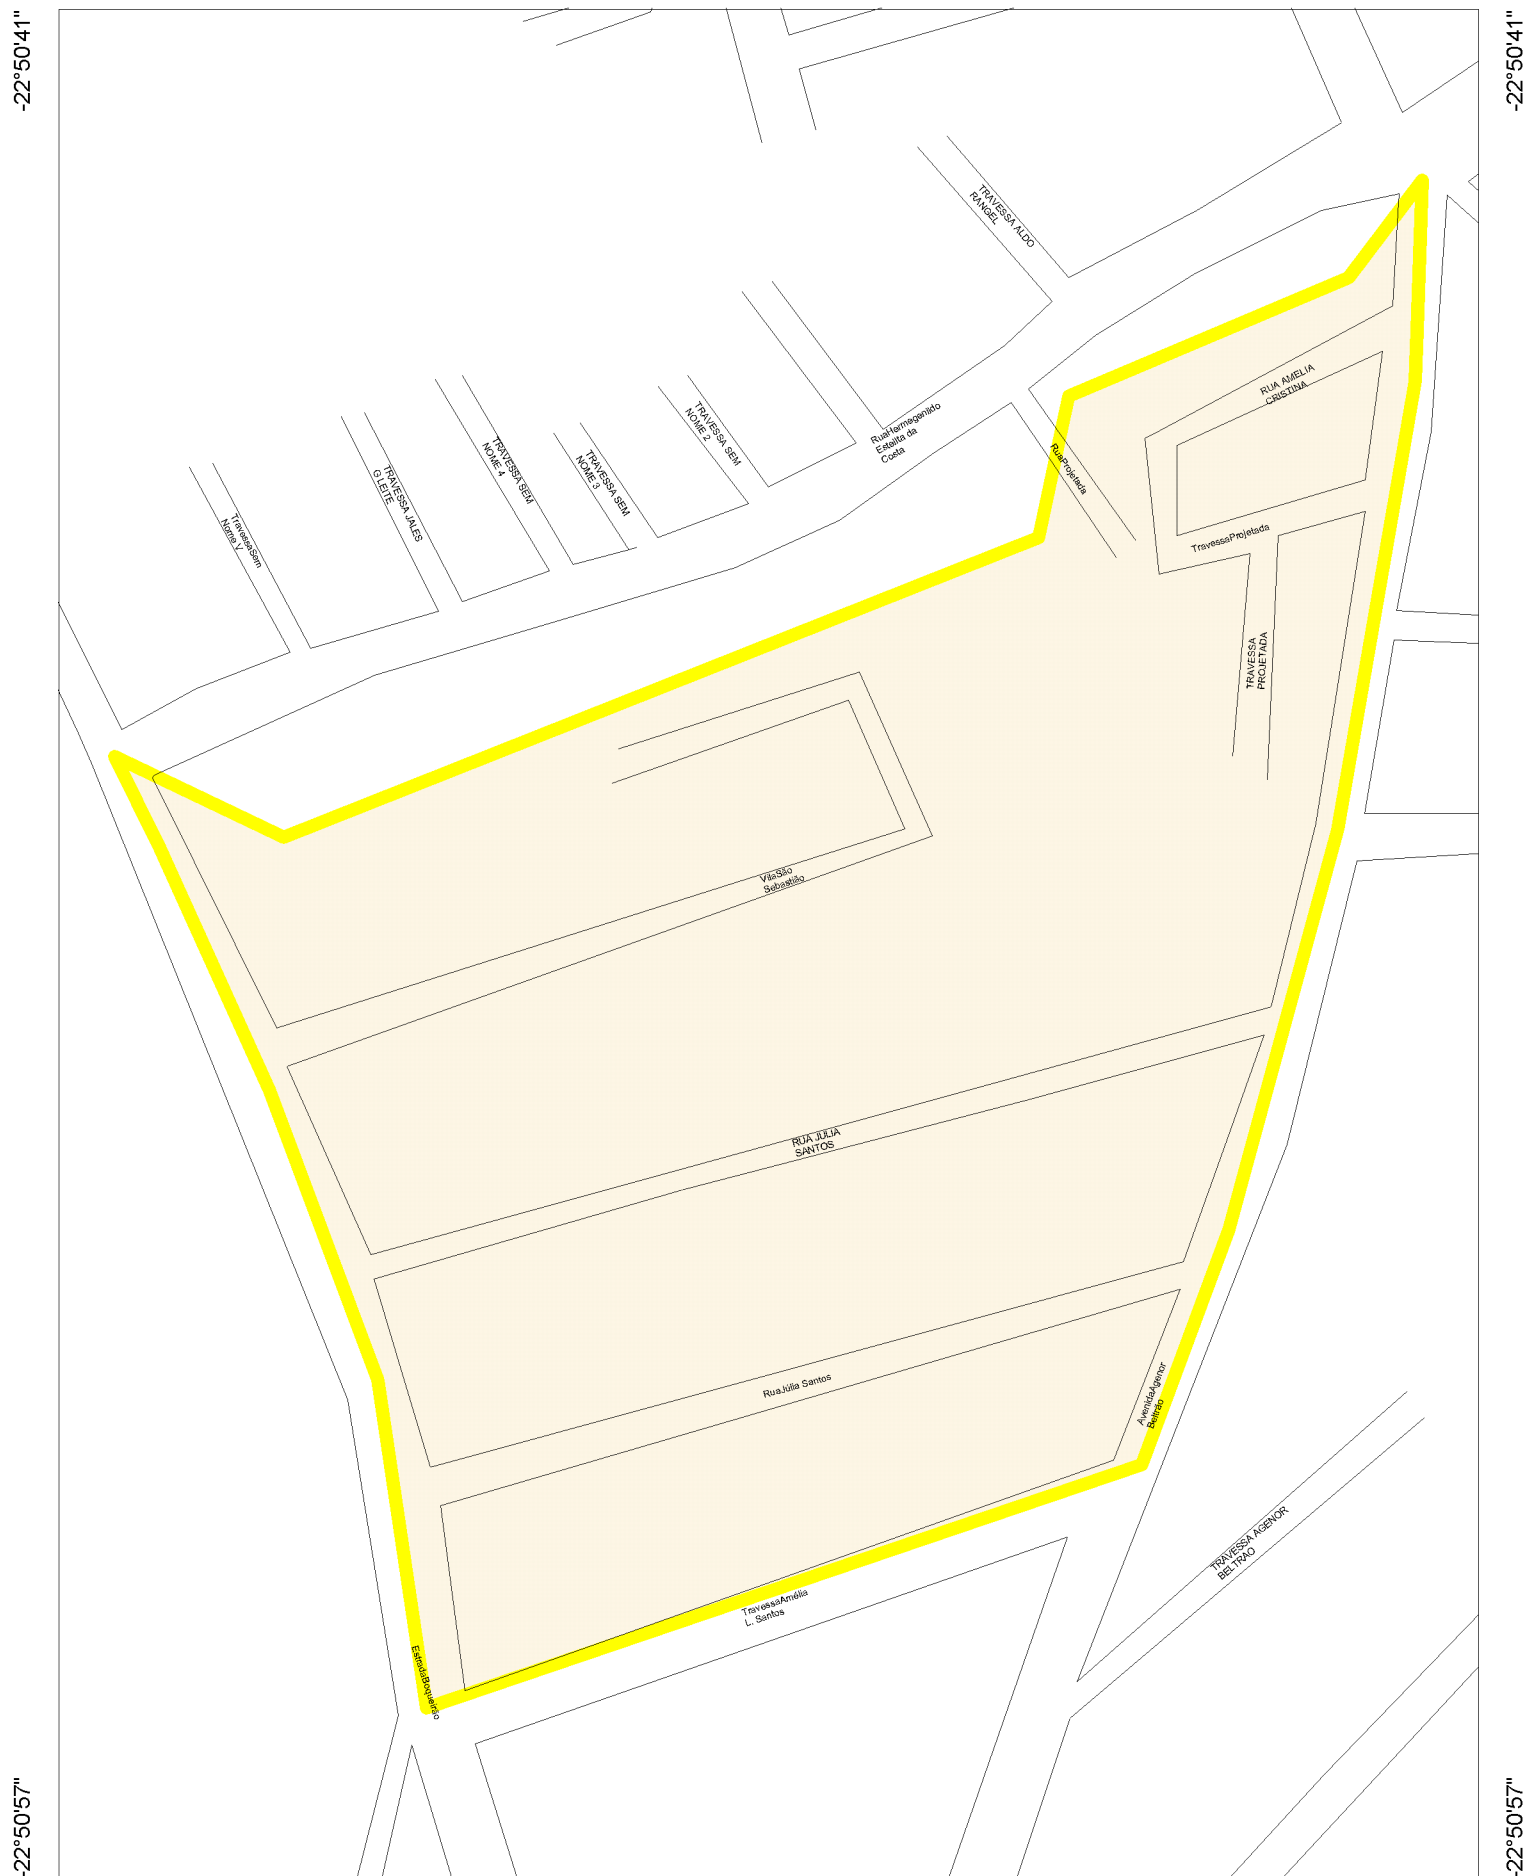 -22°50'41"
-22°50'41"
TRAVESSA ALDO
RANGEL
RUA AMELIA
CRISTINA
TRAVESSA SEM
NOME 2
RuaHermegenildo
Estelita da
Costa
TRAVESSA SEM
NOME 4
TRAVESSA SEM
NOME 3
RuaProjetada
TRAVESSA JALES
G LEITE
TravessaSem
Nome V
TravessaProjetada
TRAVESSA
PROJETADA
VilaSão
Sebastião
RUA JULIA
SANTOS
RuaJúlia Santos
AvenidaAgenor
Beltrão
TRAVESSA AGENOR
BELTRAO
TravessaAmélia
L. Santos
EstradaBoqueirão
-22°50'57"
-22°50'57"